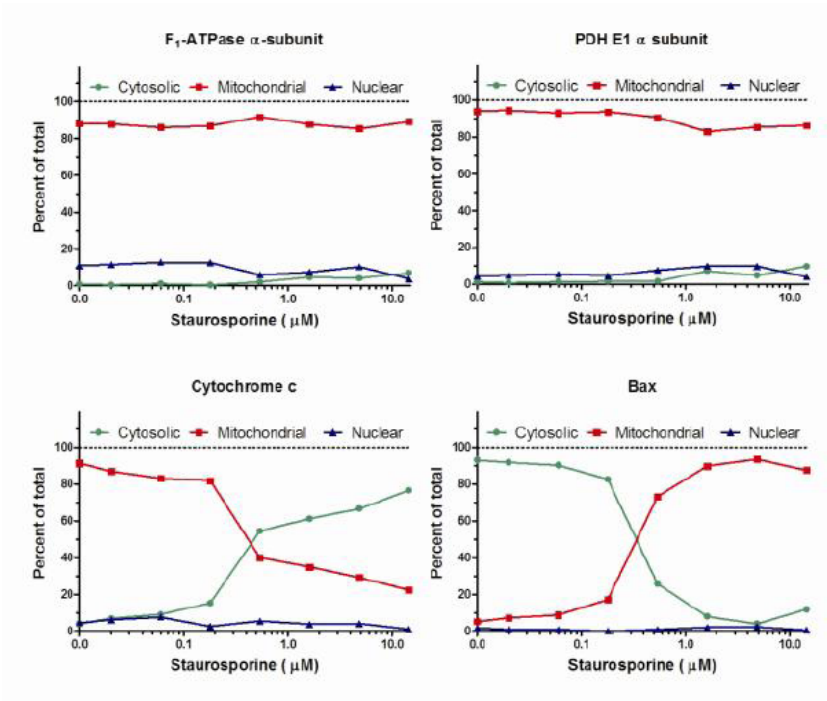 F₁-ATPase α-subunit
Cytosolic Mitochondrial Nuclear
100
80
60
40
20
0
Percent of total
0.0 0.1 1.0 10.0
Staurosporine ( μM)
PDH E1 α subunit
Cytosolic Mitochondrial Nuclear
100
80
60
40
20
0
Percent of total
0.0 0.1 1.0 10.0
Staurosporine ( μM)
Cytochrome c
Cytosolic Mitochondrial Nuclear
100
80
60
40
20
0
Percent of total
0.0 0.1 1.0 10.0
Staurosporine ( μM)
Bax
Cytosolic Mitochondrial Nuclear
100
80
60
40
20
0
Percent of total
0.0 0.1 1.0 10.0
Staurosporine ( μM)